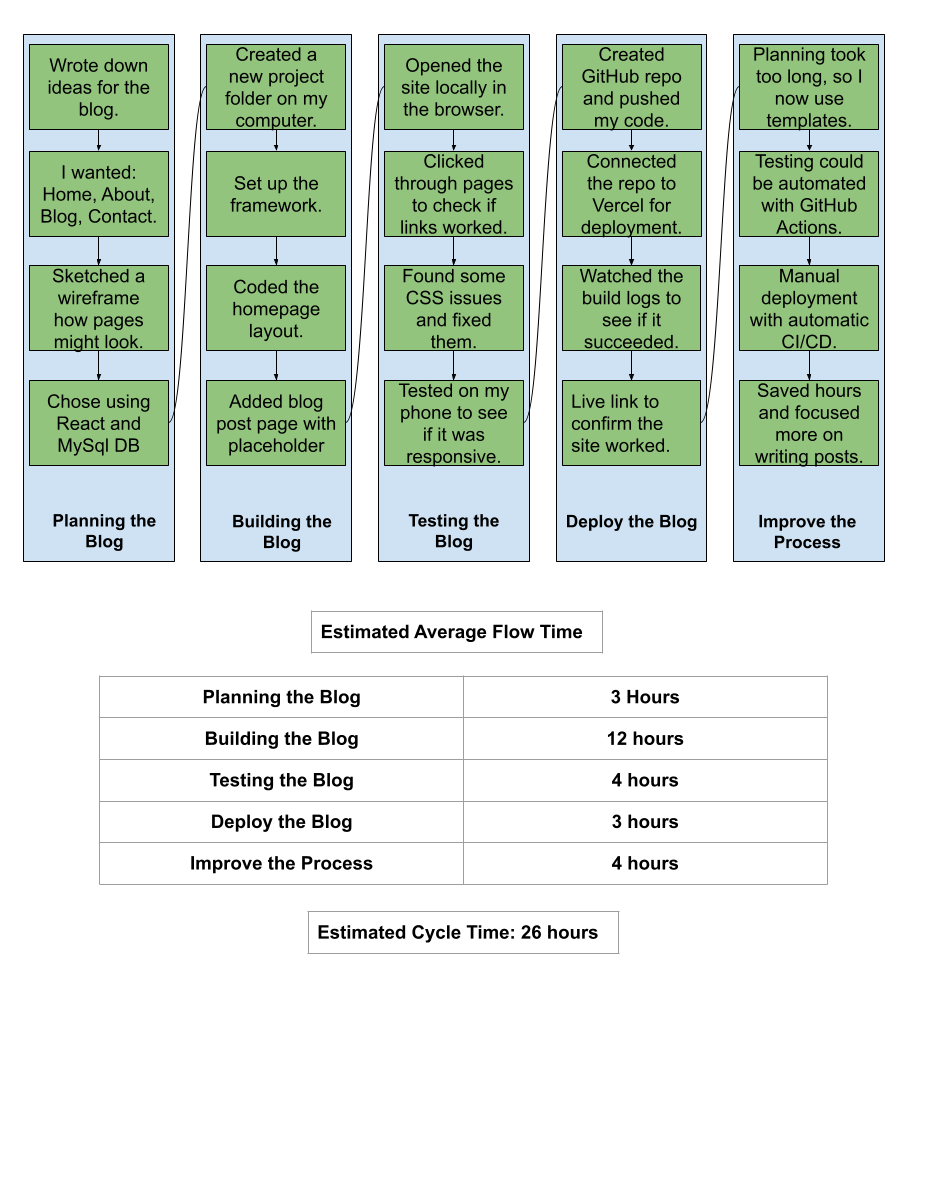 Wrote down
ideas for the
blog.
I wanted:
Home, About,
Blog, Contact.
Sketched a
wireframe
how pages
might look.
Chose using
React and
MySql DB
Planning the
Blog
Created a
new project
folder on my
computer.
Set up the
framework.
Coded the
homepage
layout.
Added blog
post page with
placeholder
Building the
Blog
Opened the
site locally in
the browser.
Clicked
through pages
to check if
links worked.
Found some
CSS issues
and fixed
them.
Tested on my
phone to see
if it was
responsive.
Testing the
Blog
Created
GitHub repo
and pushed
my code.
Connected
the repo to
Vercel for
deployment.
Watched the
build logs to
see if it
succeeded.
Live link to
confirm the
site worked.
Deploy the Blog
Planning took
too long, so I
now use
templates.
Testing could
be automated
with GitHub
Actions.
Manual
deployment
with automatic
CI/CD.
Saved hours
and focused
more on
writing posts.
Improve the
Process
Estimated Average Flow Time
Planning the Blog 3 Hours
Building the Blog 12 hours
Testing the Blog 4 hours
Deploy the Blog 3 hours
Improve the Process 4 hours
Estimated Cycle Time: 26 hours